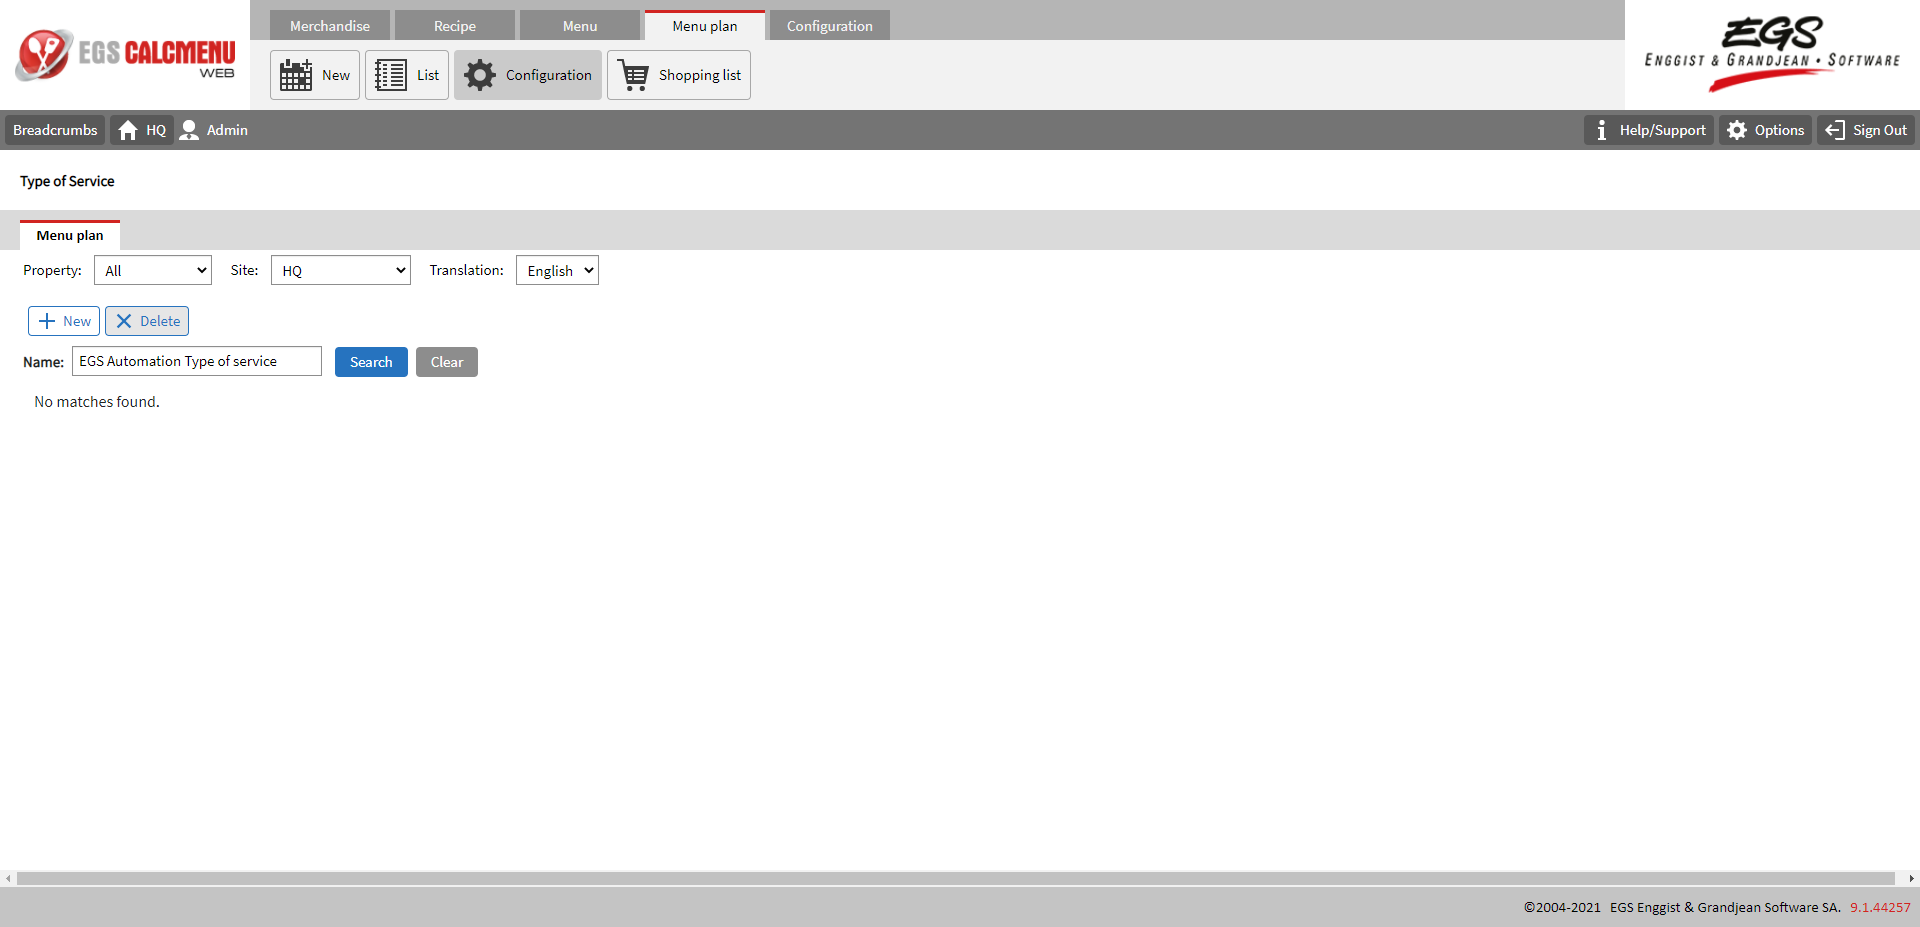 EGS CALCMENU
WEB
Merchandise Recipe Menu Menu plan Configuration
New List Configuration Shopping list
EGS
ENGGIST & GRANDJEAN • SOFTWARE
Breadcrumbs HQ Admin Help/Support Options Sign Out
Type of Service
Menu plan
Property: All Site: HQ Translation: English
New Delete
Name: EGS Automation Type of service Search Clear
No matches found.
©2004-2021 EGS Enggist & Grandjean Software SA. 9.1.44257